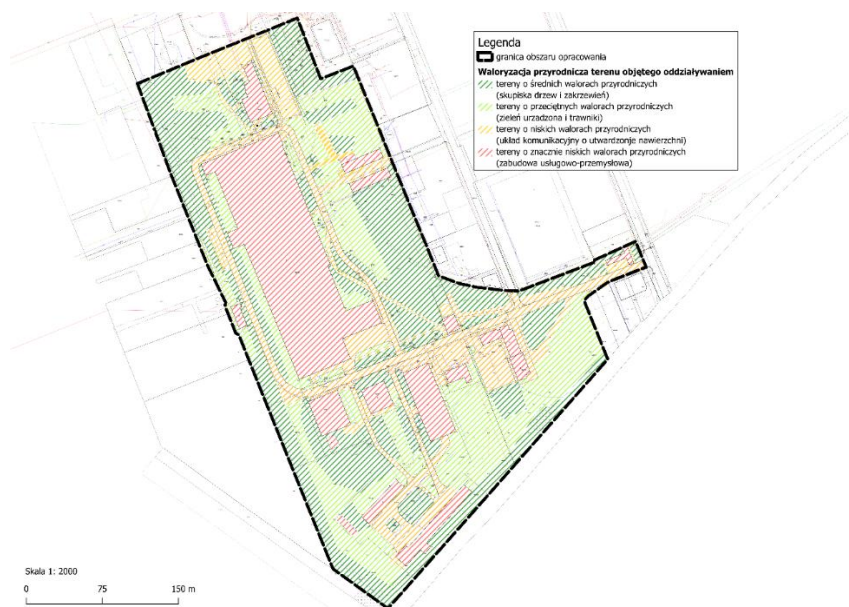 Legenda
granica obszaru opracowania
Waloryzacja przyrodnicza terenu objętego oddziaływaniem
tereny o średnich walorach przyrodniczych
(skupiska drzew i zakrzewień)
tereny o przeciętnych walorach przyrodniczych
(zieleń urządzona i trawniki)
tereny o niskich walorach przyrodniczych
(układ komunikacyjny o utwardzonje nawierzchni)
tereny o znacznie niskich walorach przyrodniczych
(zabudowa usługowo-przemysłowa)
Skala 1: 2000
0 75 150 m